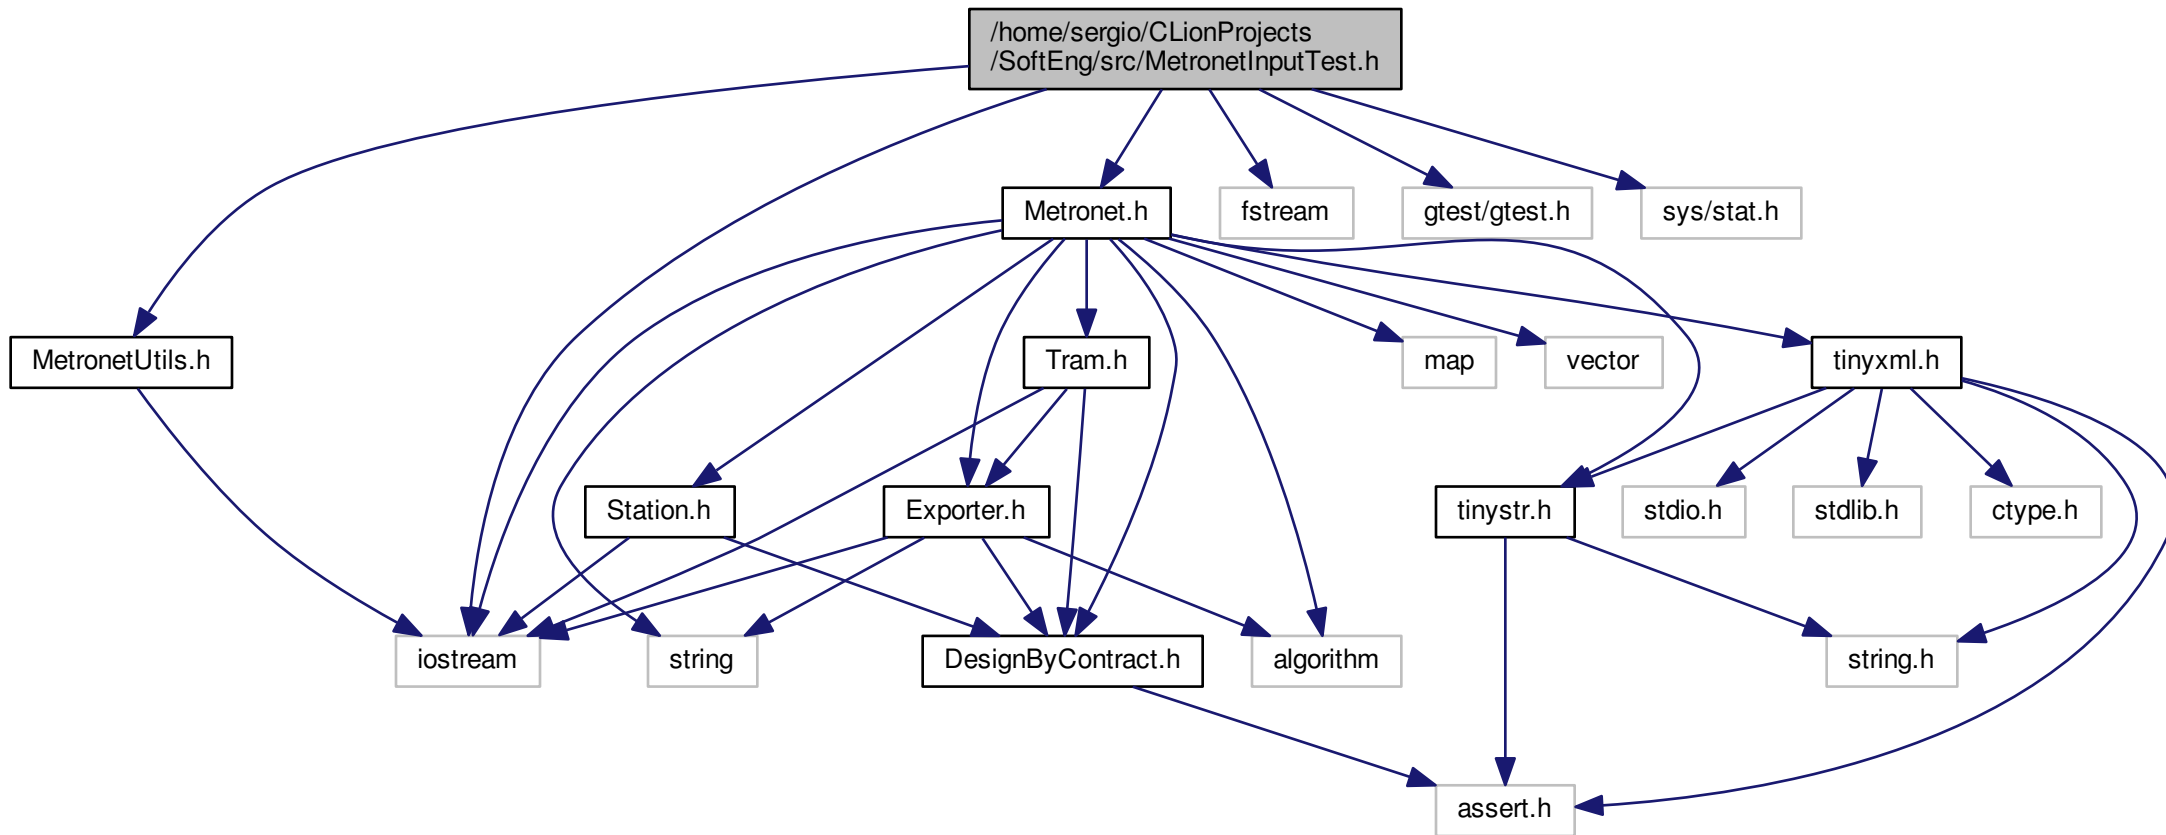 /home/sergio/CLionProjects
/SoftEng/src/MetronetInputTest.h
Metronet.h
fstream
gtest/gtest.h
sys/stat.h
MetronetUtils.h
Tram.h
map
vector
tinyxml.h
Station.h
Exporter.h
tinystr.h
stdio.h
stdlib.h
ctype.h
iostream
string
DesignByContract.h
algorithm
string.h
assert.h